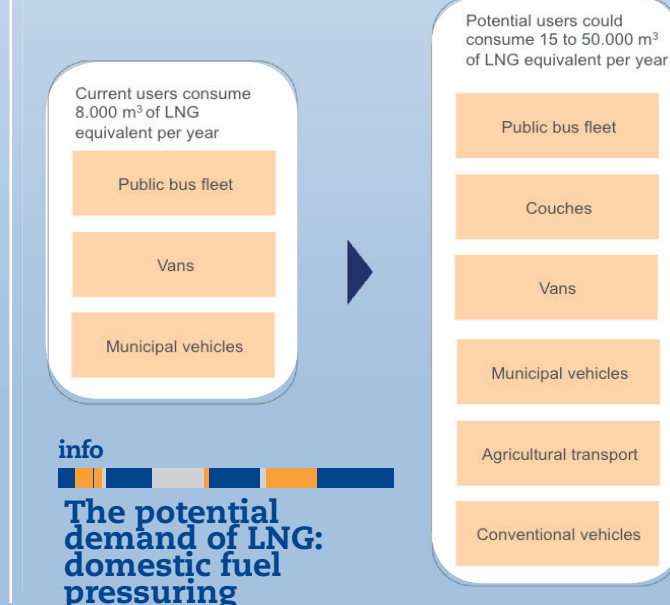 Current users consume
8.000 m³ of LNG
equivalent per year
Public bus fleet
Vans
Municipal vehicles
Potential users could
consume 15 to 50.000 m³
of LNG equivalent per year
Public bus fleet
Couches
Vans
Municipal vehicles
Agricultural transport
Conventional vehicles
info
The potential
demand of LNG:
domestic fuel
pressuring